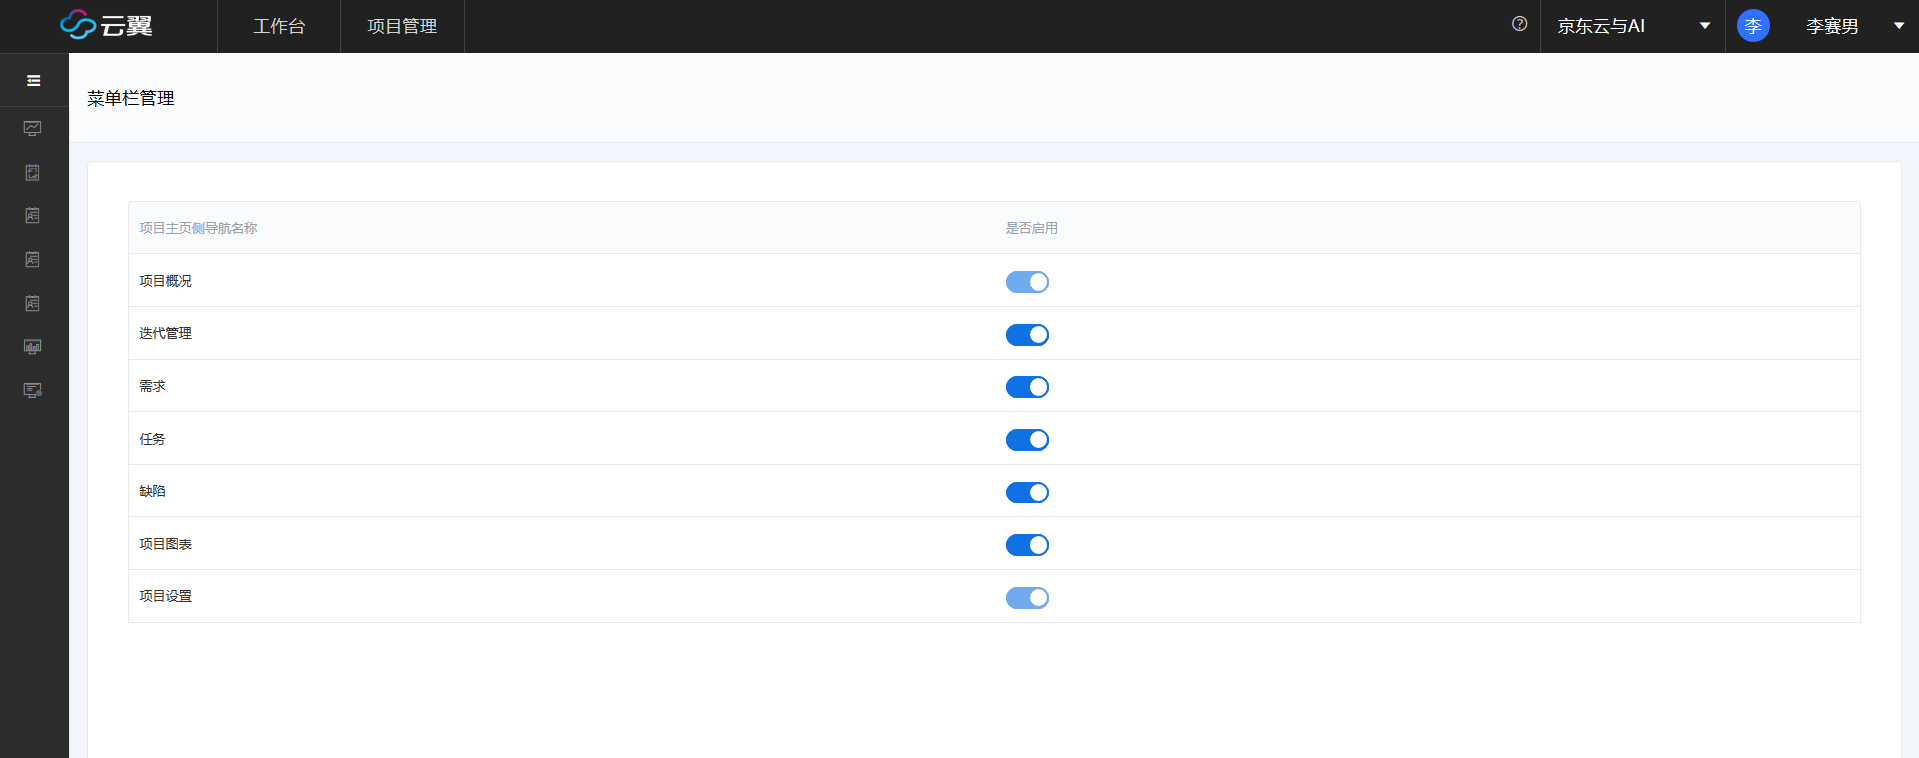 云翼 工作台 项目管理 京东云与AI 李 李赛男
菜单栏管理
项目主页侧导航名称 是否启用
项目概况
迭代管理
需求
任务
缺陷
项目图表
项目设置